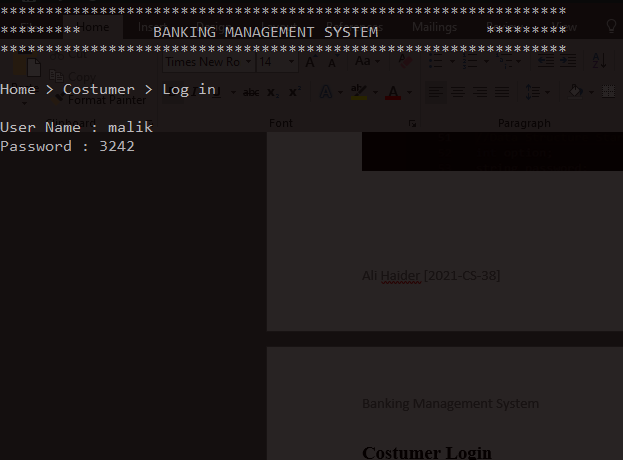 ***************************************************************
*********        BANKING MANAGEMENT SYSTEM            *********
***************************************************************
Home
References
Times New Ro 14
Copy
Home > Costumer > Log in
Format Painter
Font Paragraph
User Name : malik
Password : 3242
Ali Haider [2021-CS-38]
Banking Management System
Costumer Login